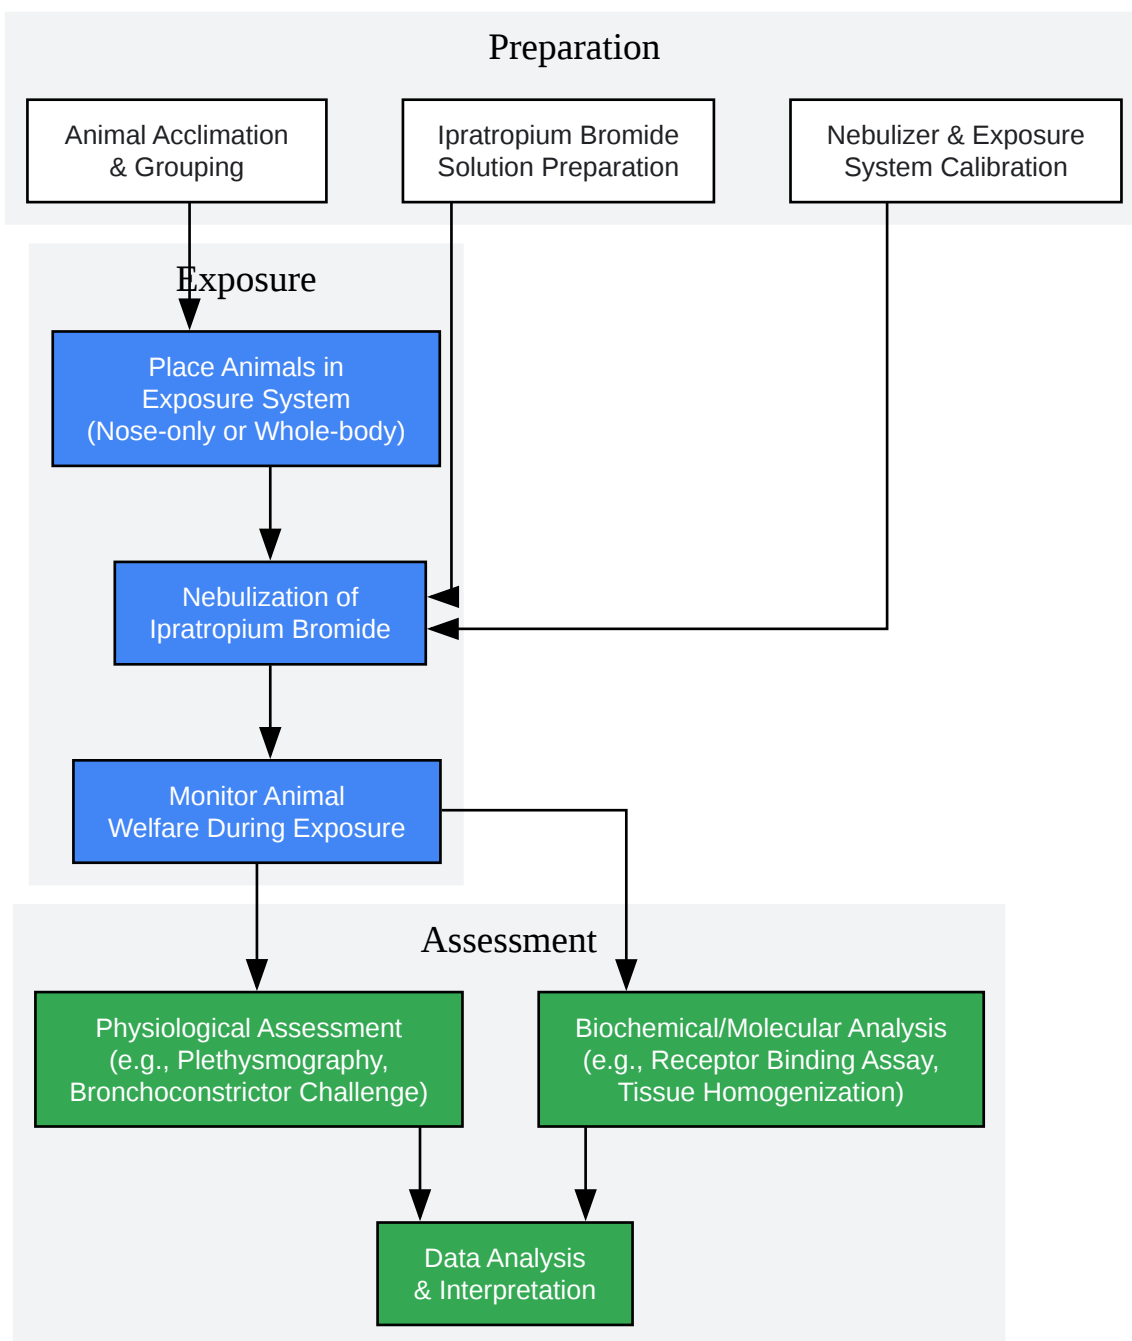 Preparation
Animal Acclimation
& Grouping
Ipratropium Bromide
Solution Preparation
Nebulizer & Exposure
System Calibration
Exposure
Place Animals in
Exposure System
(Nose-only or Whole-body)
Nebulization of
Ipratropium Bromide
Monitor Animal
Welfare During Exposure
Assessment
Physiological Assessment
(e.g., Plethysmography,
Bronchoconstrictor Challenge)
Biochemical/Molecular Analysis
(e.g., Receptor Binding Assay,
Tissue Homogenization)
Data Analysis
& Interpretation